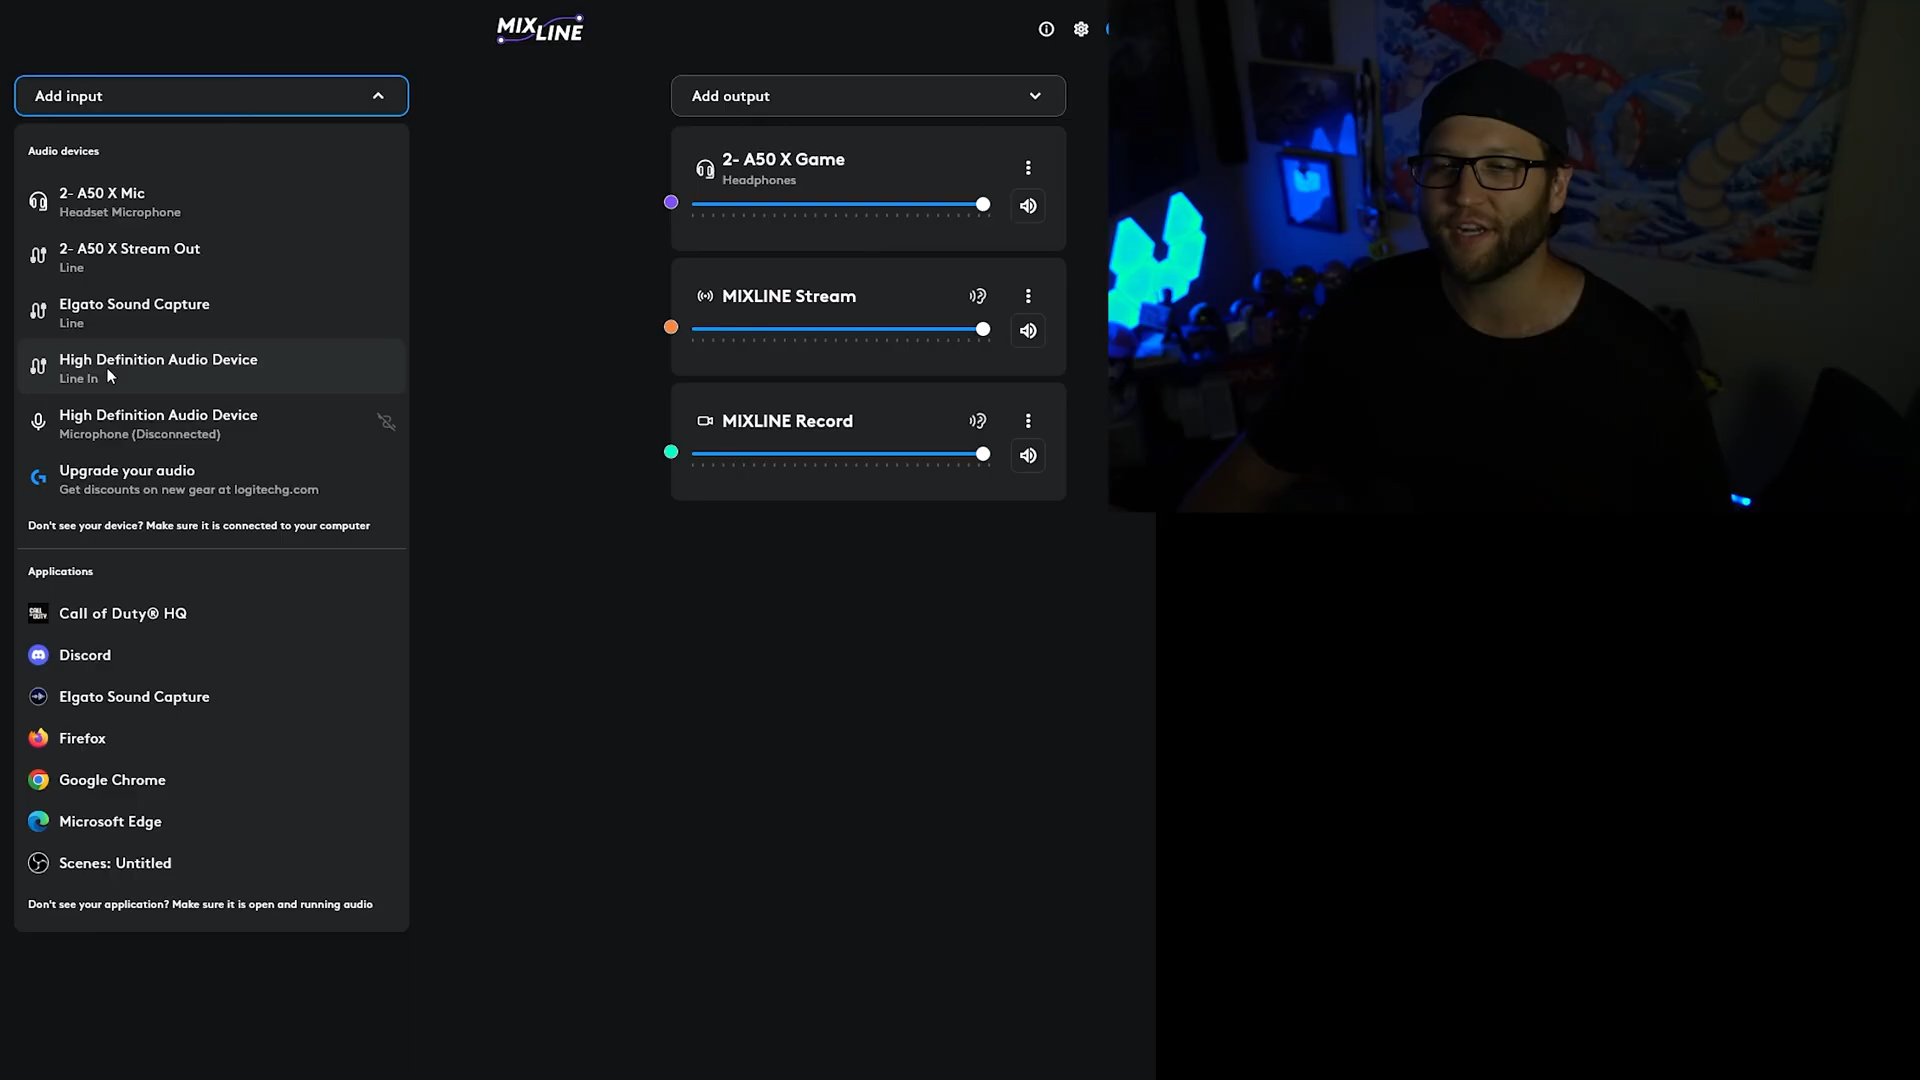 MIXLINE
Add input
Audio devices
2- A50 X Mic
Headset Microphone
2- A50 X Stream Out
Line
Elgato Sound Capture
Line
High Definition Audio Device
Line In
High Definition Audio Device
Microphone (Disconnected)
Upgrade your audio
Get discounts on new gear at logitechg.com
Don't see your device? Make sure it is connected to your computer
Applications
Call of Duty® HQ
Discord
Elgato Sound Capture
Firefox
Google Chrome
Microsoft Edge
Scenes: Untitled
Don't see your application? Make sure it is open and running audio
Add output
2- A50 X Game
Headphones
MIXLINE Stream
MIXLINE Record